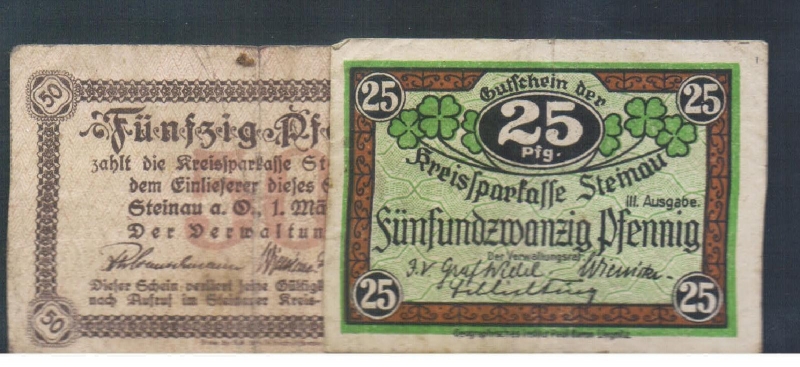 50
Fünfzig Pfe
zahlt die Kreissparkasse Ste
dem Einlieferer dieses
Steinau a. O., 1. Mä
Der Verwaltun
Dieser Schein verliert seine Gültigk
nach Aufruf im Steinauer Kreis-
50
25
25
Gutschein der
25
Pfg.
Kreissparkasse Steinau
III. Ausgabe.
Fünfundzwanzig Pfennig
Der Verwaltungsrat:
J.V.
25
25